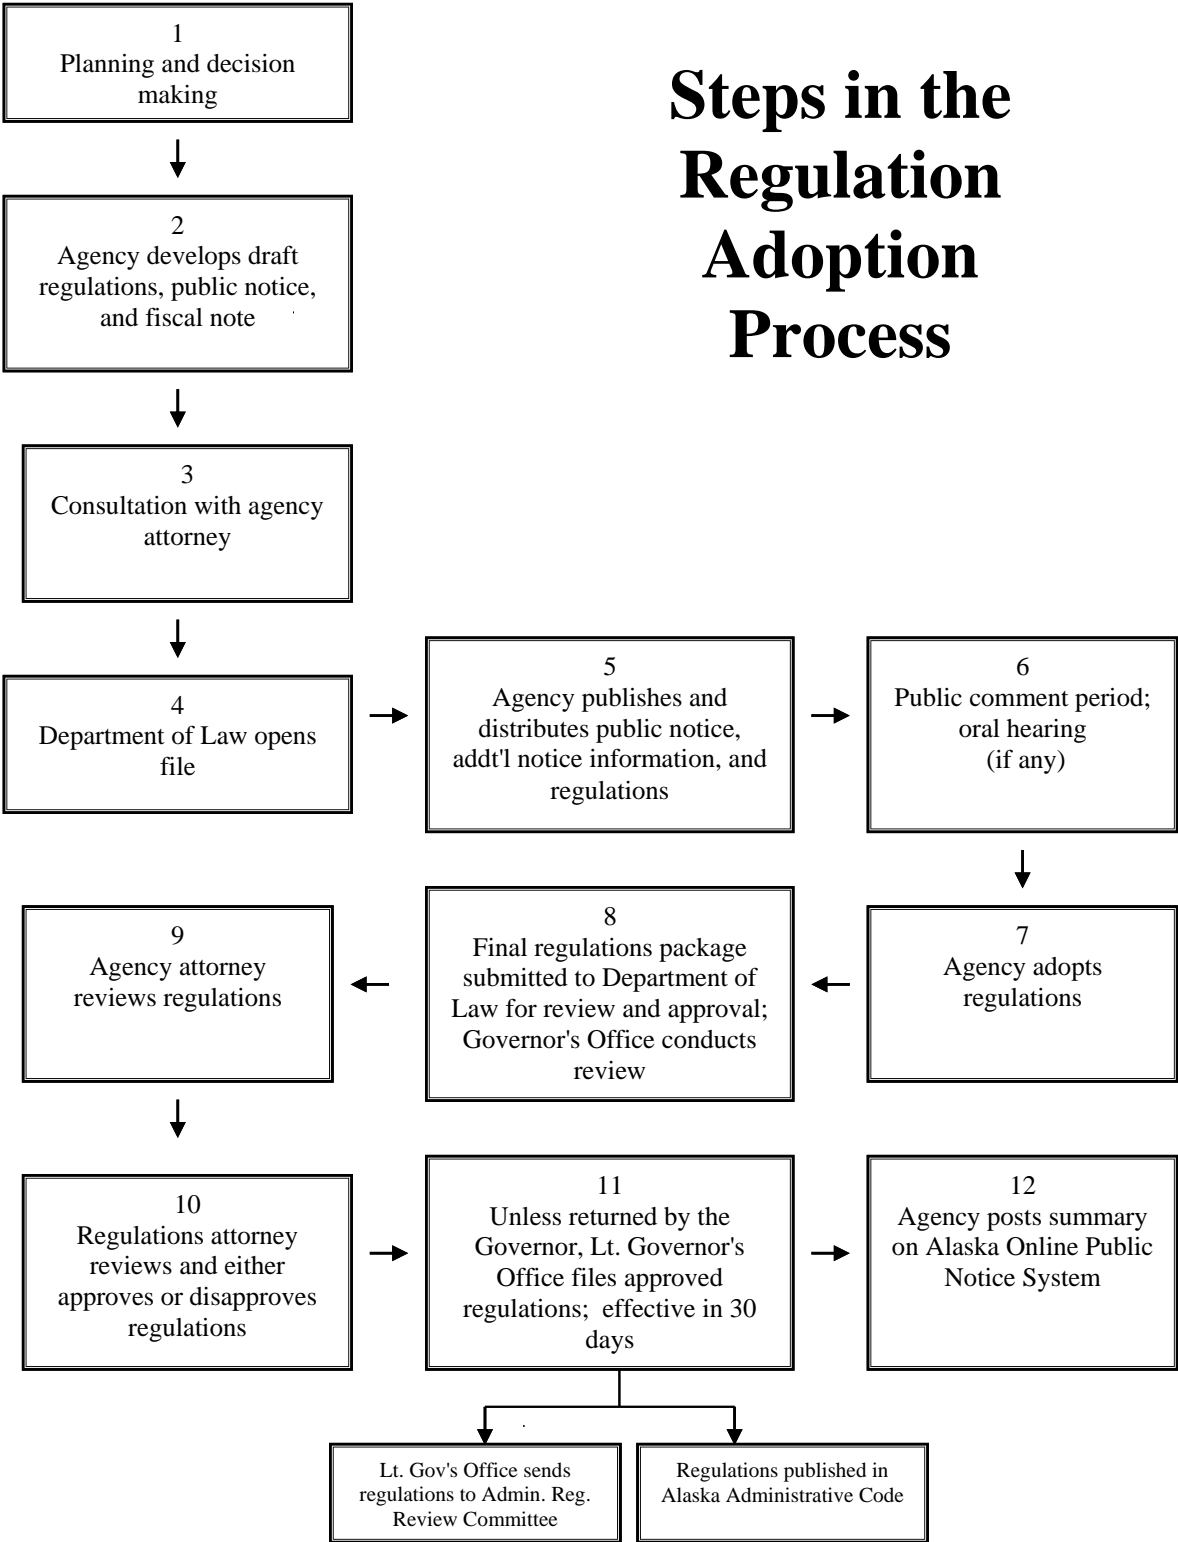 Steps in the
Regulation
Adoption
Process
1
Planning and decision
making
2
Agency develops draft
regulations, public notice,
and fiscal note
3
Consultation with agency
attorney
4
Department of Law opens
file
5
Agency publishes and
distributes public notice,
addt'l notice information, and
regulations
6
Public comment period;
oral hearing
(if any)
7
Agency adopts
regulations
8
Final regulations package
submitted to Department of
Law for review and approval;
Governor's Office conducts
review
9
Agency attorney
reviews regulations
10
Regulations attorney
reviews and either
approves or disapproves
regulations
11
Unless returned by the
Governor, Lt. Governor's
Office files approved
regulations;  effective in 30
days
12
Agency posts summary
on Alaska Online Public
Notice System
Lt. Gov's Office sends
regulations to Admin. Reg.
Review Committee
Regulations published in
Alaska Administrative Code